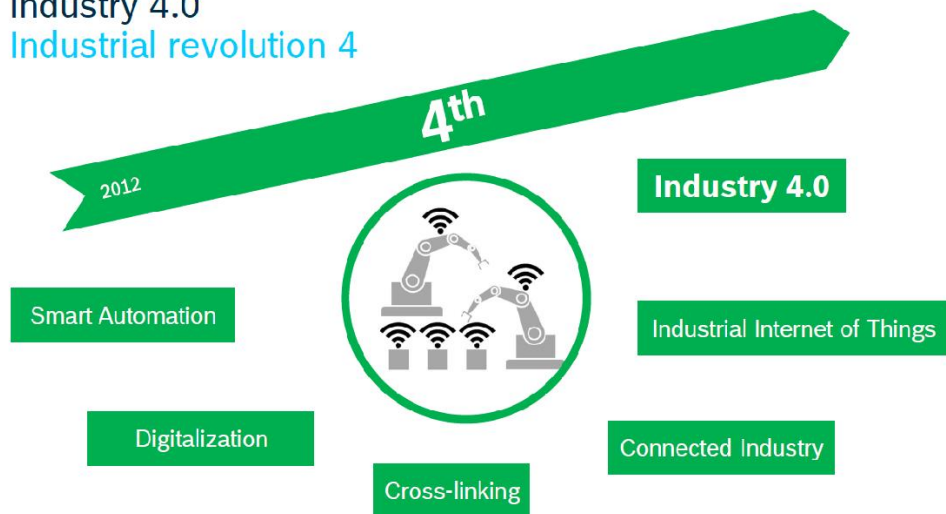 Industry 4.0
Industrial revolution 4
4th
2012
Industry 4.0
Smart Automation
Industrial Internet of Things
Digitalization
Connected Industry
Cross-linking